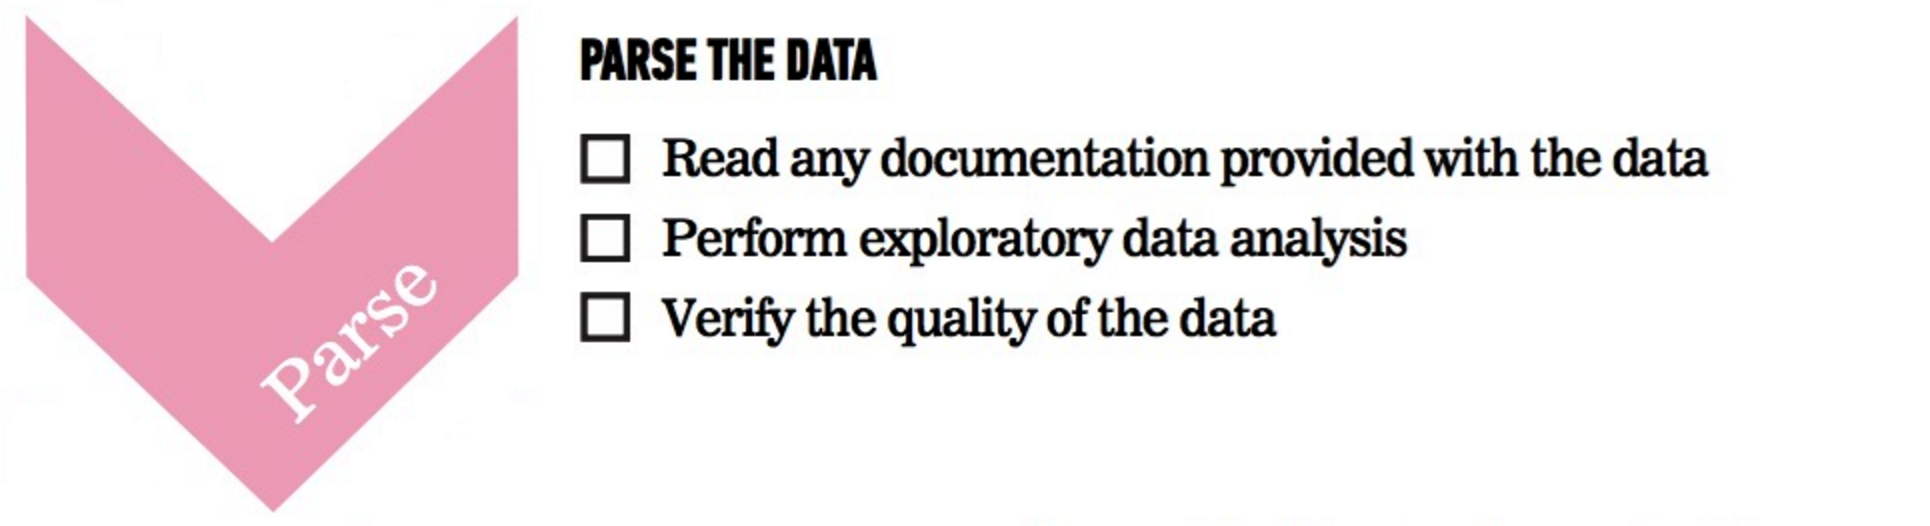 Parse
PARSE THE DATA
Read any documentation provided with the data
Perform exploratory data analysis
Verify the quality of the data